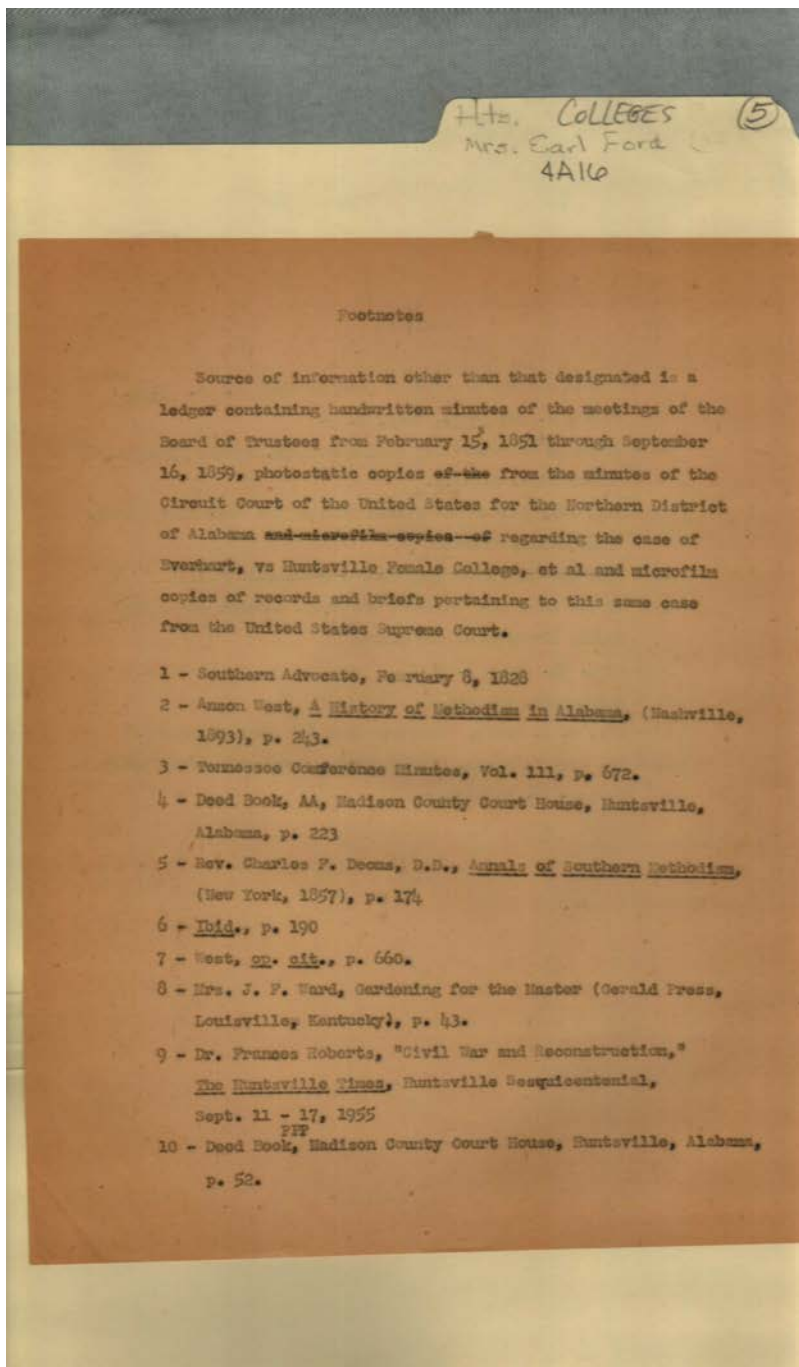 Hts. COLLEGES (5)
Mrs. Earl Ford
4A16
Footnotes
Source of information other than that designated is a
ledger containing handwritten minutes of the meetings of the
Board of Trustees from February 15, 1851 through September
16, 1859, photostatic copies of the from the minutes of the
Circuit Court of the United States for the Northern District
of Alabama and microfilm copies of regarding the case of
Everhart, vs Huntsville Female College, et al and microfilm
copies of records and briefs pertaining to this same case
from the United States Supreme Court.
1 - Southern Advocate, Fe ruary 8, 1828
2 - Anson West, A History of Methodism in Alabama, (Nashville,
1893), p. 243.
3 - Tennessee Conference Minutes, Vol. 111, p. 672.
4 - Deed Book, AA, Madison County Court House, Huntsville,
Alabama, p. 223
5 - Rev. Charles F. Deems, D.D., Annals of Southern Methodism,
(New York, 1857), p. 174
6 - Ibid., p. 190
7 - West, op. cit., p. 660.
8 - Mrs. J. F. Ward, Gardening for the Master (Gerald Press,
Louisville, Kentucky), p. 43.
9 - Dr. Frances Roberts, "Civil War and Reconstruction,"
The Huntsville Times, Huntsville Sesquicentenial,
Sept. 11 - 17, 1955
PPP
10 - Deed Book, Madison County Court House, Huntsville, Alabama,
p. 52.